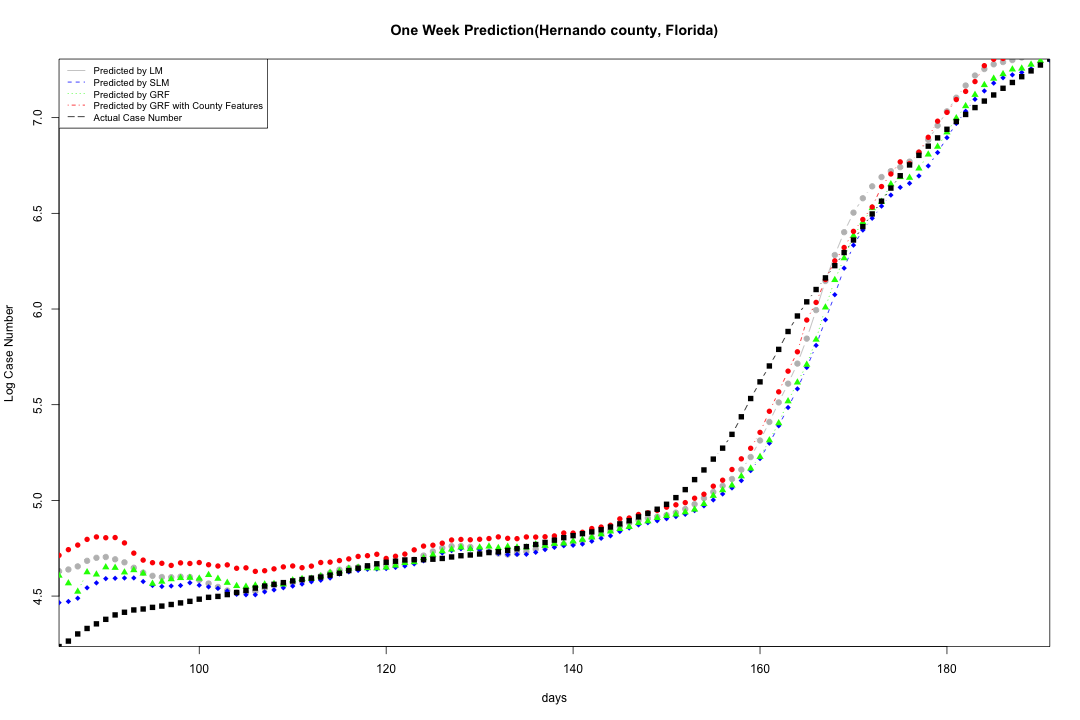 One Week Prediction(Hernando county, Florida)
Predicted by LM
Predicted by SLM
Predicted by GRF
Predicted by GRF with County Features
Actual Case Number
Log Case Number
7.0
6.5
6.0
5.5
5.0
4.5
100 120 140 160 180
days